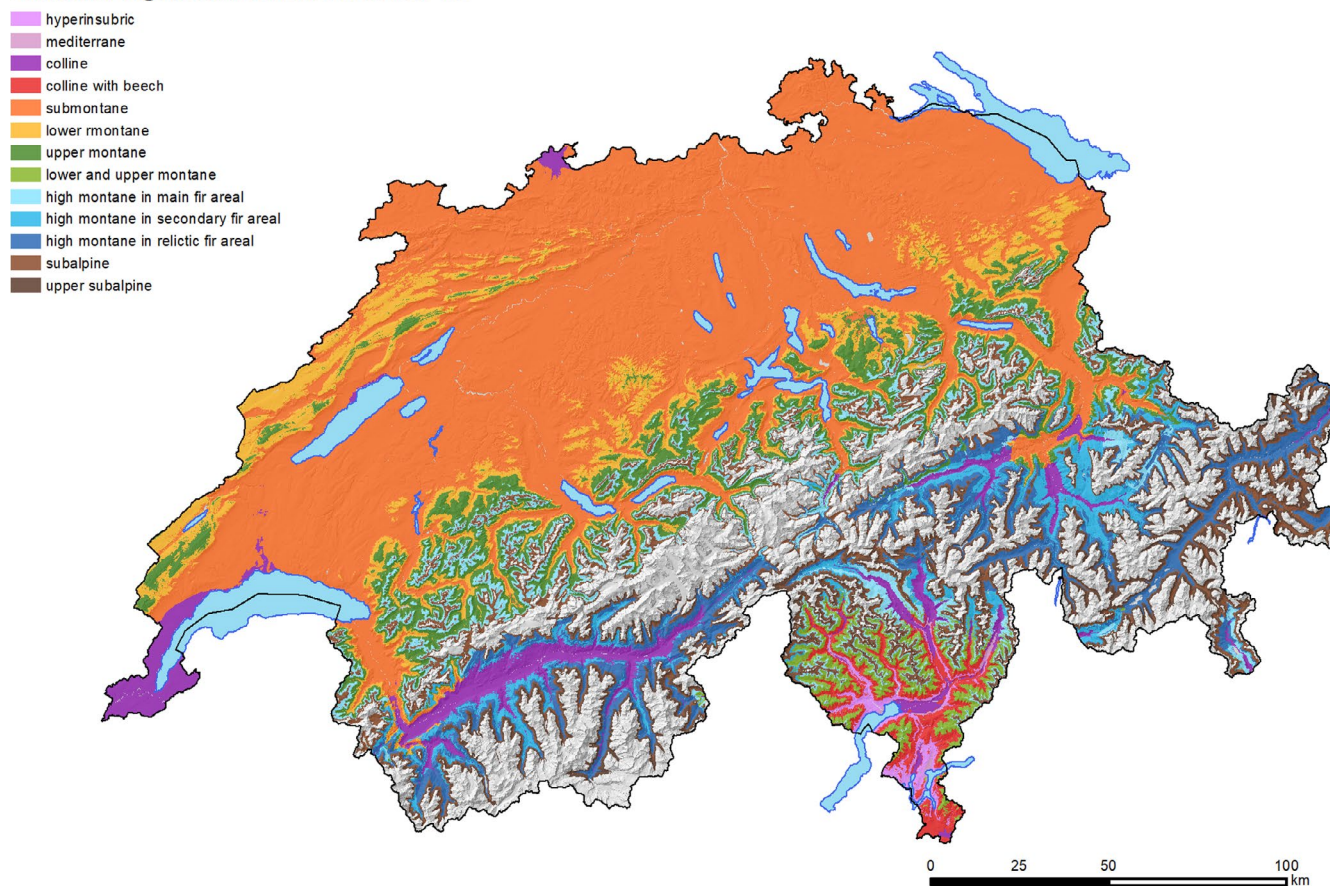 hyperinsubric
mediterrane
colline
colline with beech
submontane
lower rmontane
upper montane
lower and upper montane
high montane in main fir areal
high montane in secondary fir areal
high montane in relictic fir areal
subalpine
upper subalpine
0 25 50 100
km